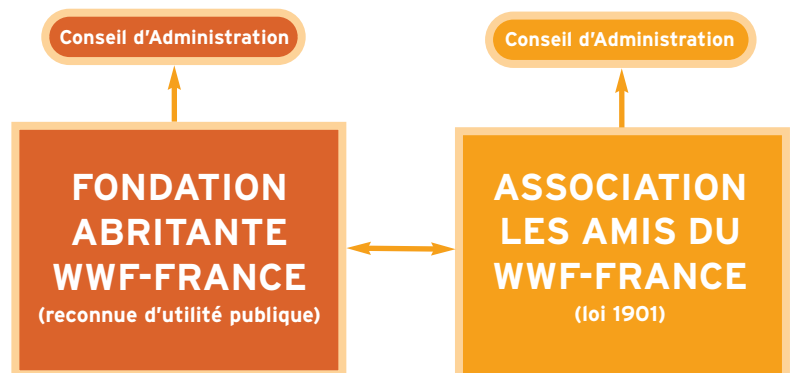 Conseil d'Administration
Conseil d'Administration
FONDATION
ABRITANTE
WWF-FRANCE
(reconnue d'utilité publique)
ASSOCIATION
LES AMIS DU
WWF-FRANCE
(loi 1901)